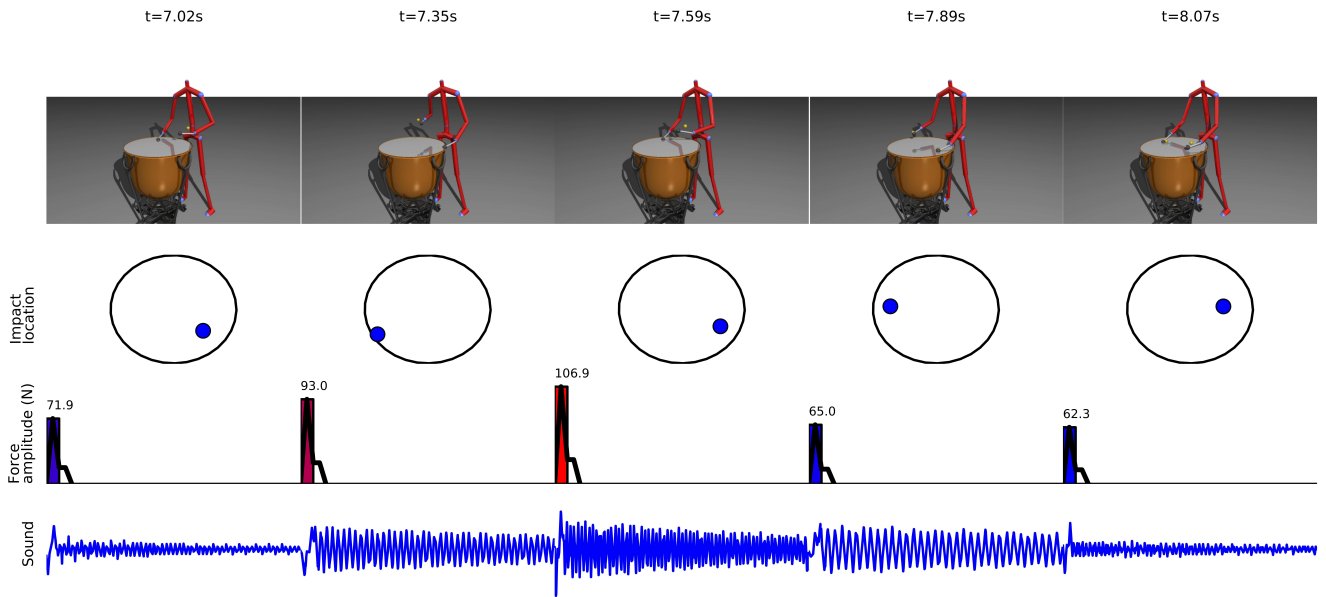 t=7.02s
t=7.35s
t=7.59s
t=7.89s
t=8.07s
Impact
location
Force
amplitude (N)
71.9
93.0
106.9
65.0
62.3
Sound